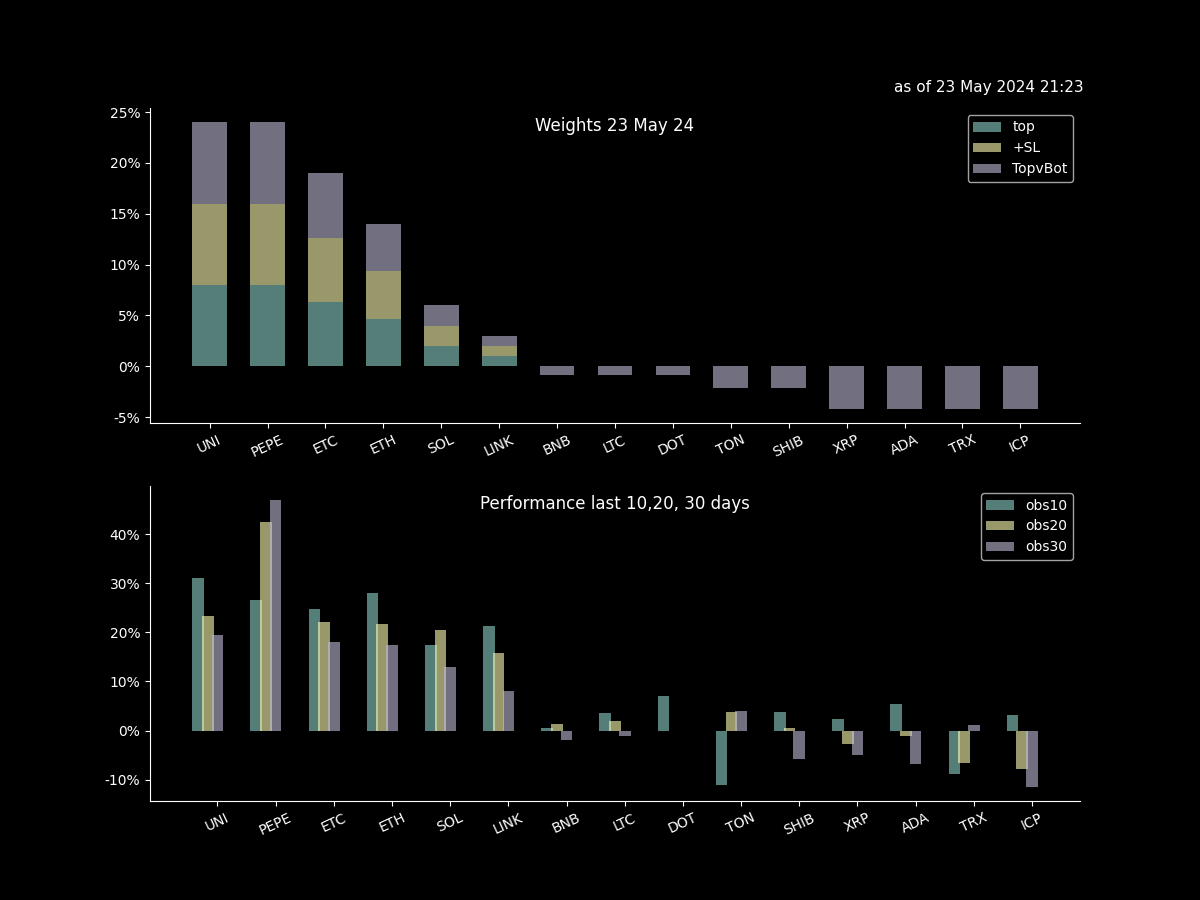 as of 23 May 2024 21:23
Weights 23 May 24
top
+SL
TopvBot
25%
20%
15%
10%
5%
0%
-5%
UNI PEPE ETC ETH SOL LINK BNB LTC DOT TON SHIB XRP ADA TRX ICP
Performance last 10,20, 30 days
obs10
obs20
obs30
40%
30%
20%
10%
0%
-10%
UNI PEPE ETC ETH SOL LINK BNB LTC DOT TON SHIB XRP ADA TRX ICP